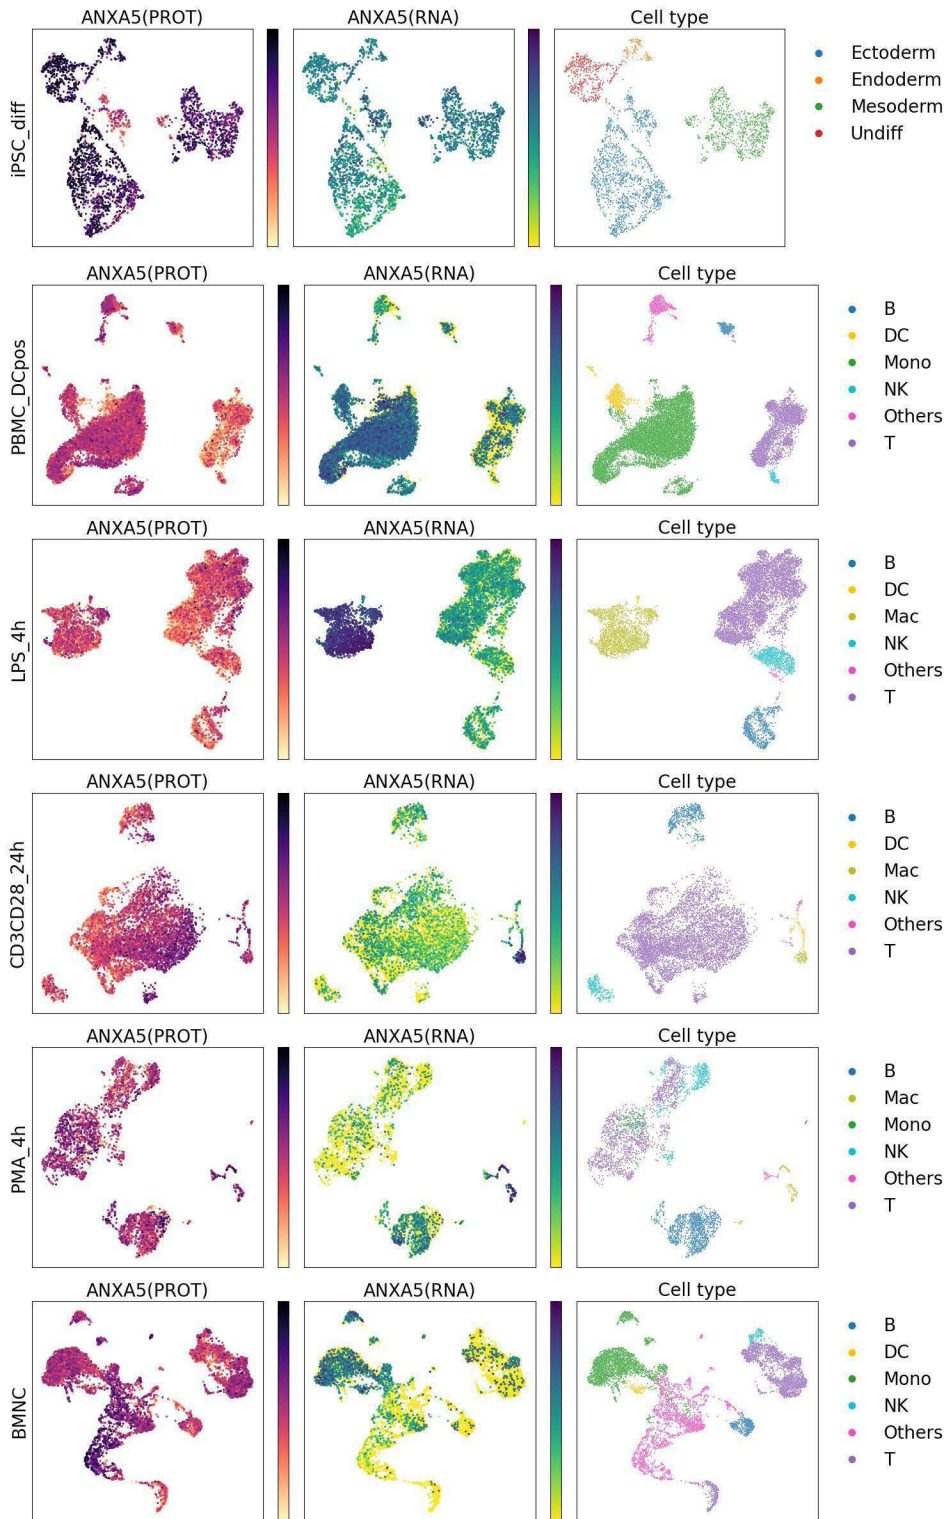 ANXA5(PROT) ANXA5(RNA) Cell type
iPSC_diff
Ectoderm
Endoderm
Mesoderm
Undiff
ANXA5(PROT) ANXA5(RNA) Cell type
PBMC_DCpos
B
DC
Mono
NK
Others
T
ANXA5(PROT) ANXA5(RNA) Cell type
LPS_4h
B
DC
Mac
NK
Others
T
ANXA5(PROT) ANXA5(RNA) Cell type
CD3CD28_24h
B
DC
Mac
NK
Others
T
ANXA5(PROT) ANXA5(RNA) Cell type
PMA_4h
B
Mac
Mono
NK
Others
T
ANXA5(PROT) ANXA5(RNA) Cell type
BMNC
B
DC
Mono
NK
Others
T